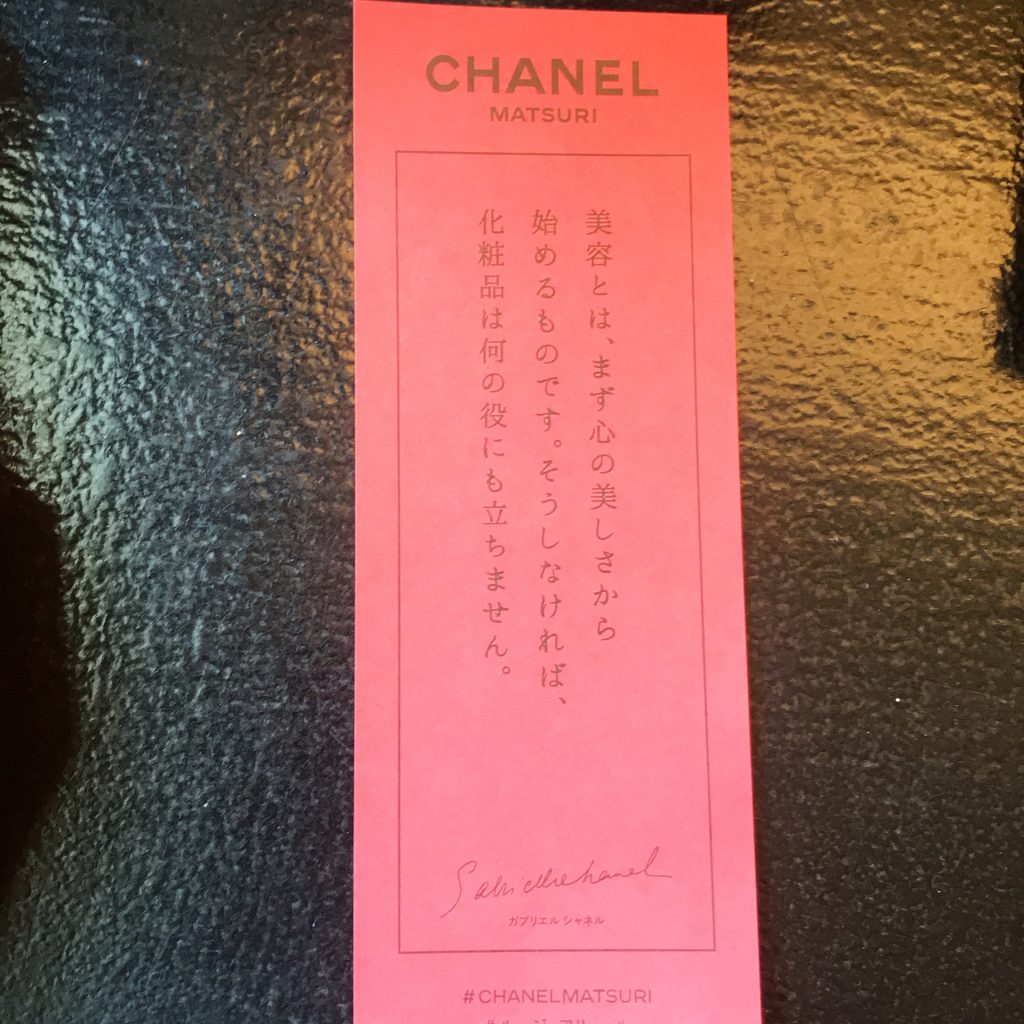 CHANEL
MATSURI
美容とは、まず心の美しさから
始めるものです。そうしなければ、
化粧品は何の役にも立ちません。
Gabrielle Chanel
ガブリエル シャネル
#CHANELMATSURI